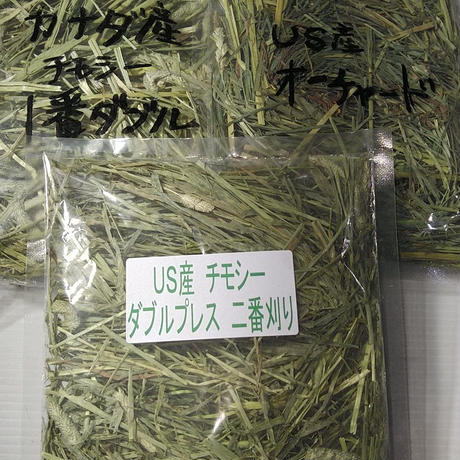 カナダ産
チモシー
1番ダブル
US産
オーチャード
US産 チモシー
ダブルプレス 二番刈り